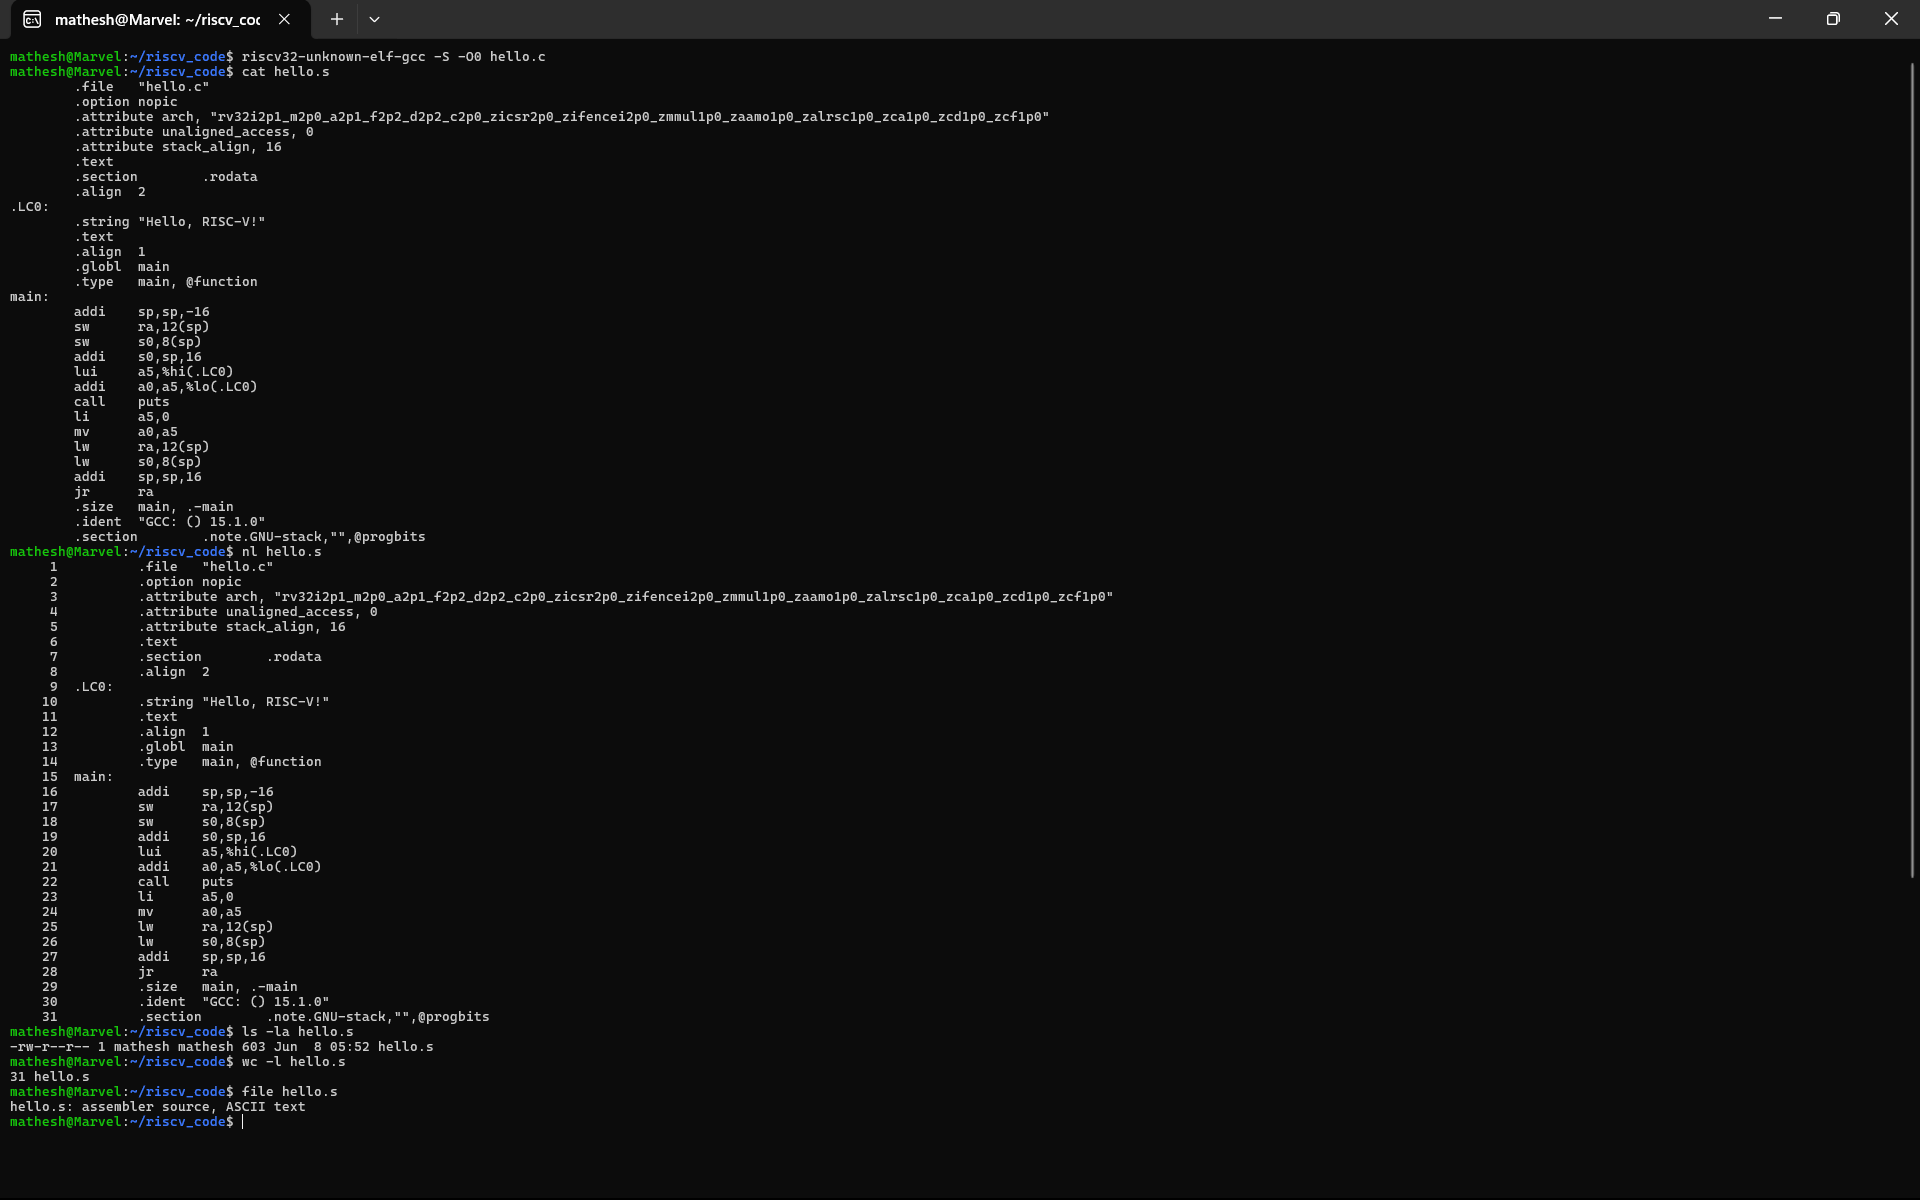 mathesh@Marvel: ~/riscv_coc
mathesh@Marvel:~/riscv_code$ riscv32-unknown-elf-gcc -S -O0 hello.c
mathesh@Marvel:~/riscv_code$ cat hello.s
        .file   "hello.c"
        .option nopic
        .attribute arch, "rv32i2p1_m2p0_a2p1_f2p2_d2p2_c2p0_zicsr2p0_zifencei2p0_zmmul1p0_zaamo1p0_zalrsc1p0_zca1p0_zcd1p0_zcf1p0"
        .attribute unaligned_access, 0
        .attribute stack_align, 16
        .text
        .section        .rodata
        .align  2
.LC0:
        .string "Hello, RISC-V!"
        .text
        .align  1
        .globl  main
        .type   main, @function
main:
        addi    sp,sp,-16
        sw      ra,12(sp)
        sw      s0,8(sp)
        addi    s0,sp,16
        lui     a5,%hi(.LC0)
        addi    a0,a5,%lo(.LC0)
        call    puts
        li      a5,0
        mv      a0,a5
        lw      ra,12(sp)
        lw      s0,8(sp)
        addi    sp,sp,16
        jr      ra
        .size   main, .-main
        .ident  "GCC: () 15.1.0"
        .section        .note.GNU-stack,"",@progbits
mathesh@Marvel:~/riscv_code$ nl hello.s
     1          .file   "hello.c"
     2          .option nopic
     3          .attribute arch, "rv32i2p1_m2p0_a2p1_f2p2_d2p2_c2p0_zicsr2p0_zifencei2p0_zmmul1p0_zaamo1p0_zalrsc1p0_zca1p0_zcd1p0_zcf1p0"
     4          .attribute unaligned_access, 0
     5          .attribute stack_align, 16
     6          .text
     7          .section        .rodata
     8          .align  2
     9  .LC0:
    10          .string "Hello, RISC-V!"
    11          .text
    12          .align  1
    13          .globl  main
    14          .type   main, @function
    15  main:
    16          addi    sp,sp,-16
    17          sw      ra,12(sp)
    18          sw      s0,8(sp)
    19          addi    s0,sp,16
    20          lui     a5,%hi(.LC0)
    21          addi    a0,a5,%lo(.LC0)
    22          call    puts
    23          li      a5,0
    24          mv      a0,a5
    25          lw      ra,12(sp)
    26          lw      s0,8(sp)
    27          addi    sp,sp,16
    28          jr      ra
    29          .size   main, .-main
    30          .ident  "GCC: () 15.1.0"
    31          .section        .note.GNU-stack,"",@progbits
mathesh@Marvel:~/riscv_code$ ls -la hello.s
-rw-r--r-- 1 mathesh mathesh 603 Jun  8 05:52 hello.s
mathesh@Marvel:~/riscv_code$ wc -l hello.s
31 hello.s
mathesh@Marvel:~/riscv_code$ file hello.s
hello.s: assembler source, ASCII text
mathesh@Marvel:~/riscv_code$